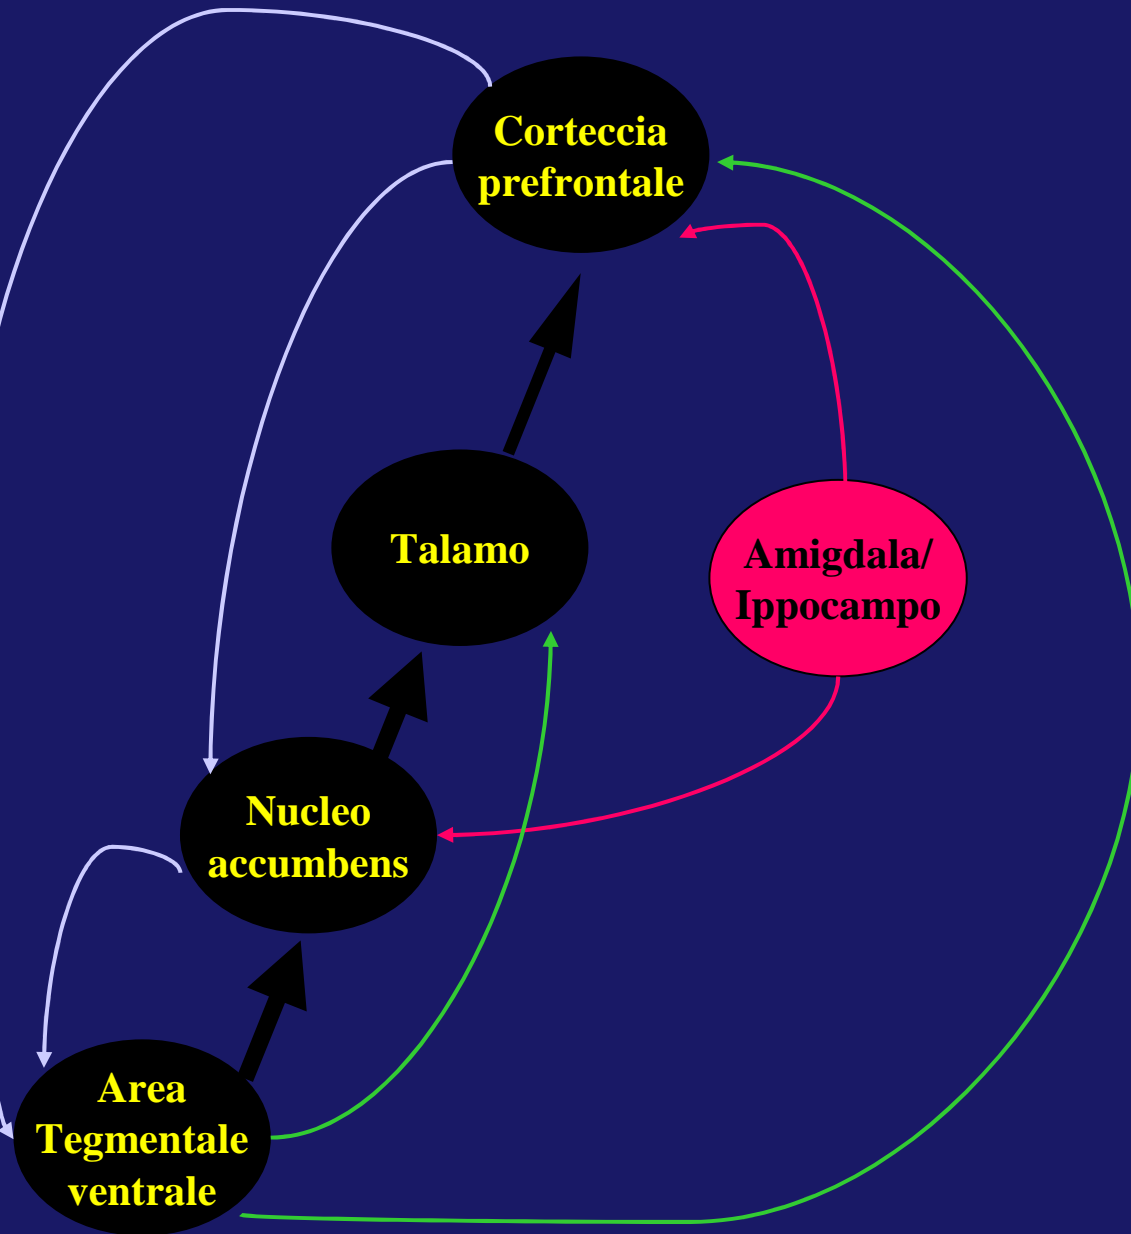 Corteccia
prefrontale
Talamo
Amigdala/
Ippocampo
Nucleo
accumbens
Area
Tegmentale
ventrale